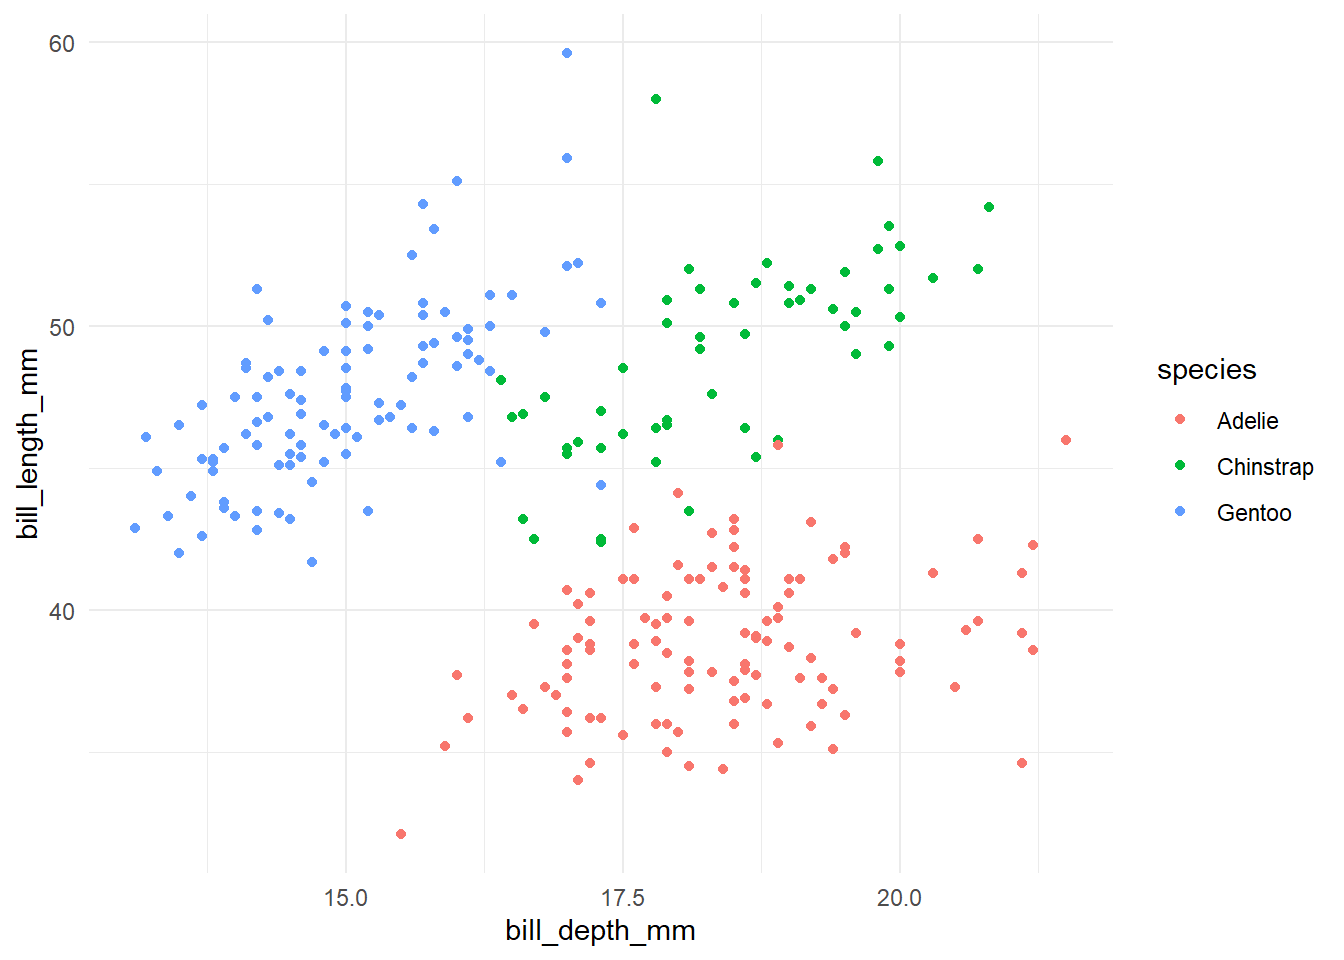 60
50
40
bill_length_mm
15.0
17.5
20.0
bill_depth_mm
species
Adelie
Chinstrap
Gentoo